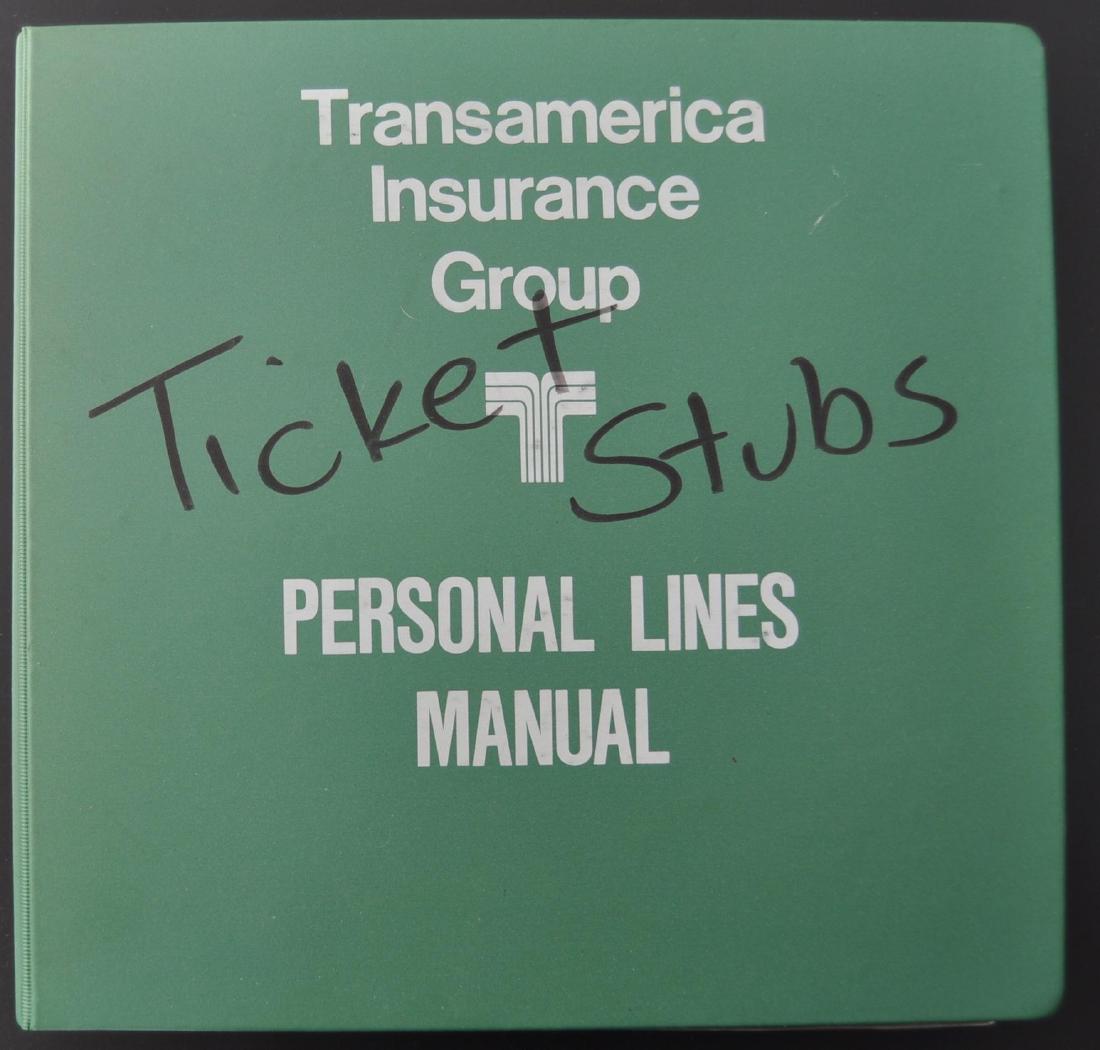 Transamerica
Insurance
Group
Ticket Stubs
PERSONAL LINES
MANUAL